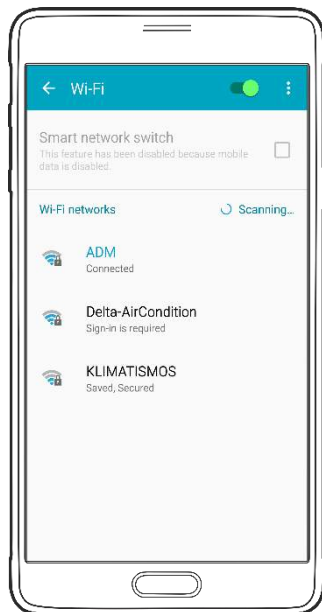 Wi-Fi
Smart network switch
This feature has been disabled because mobile
data is disabled.
Wi-Fi networks
Scanning...
ADM
Connected
Delta-AirCondition
Sign-in is required
KLIMATISMOS
Saved, Secured